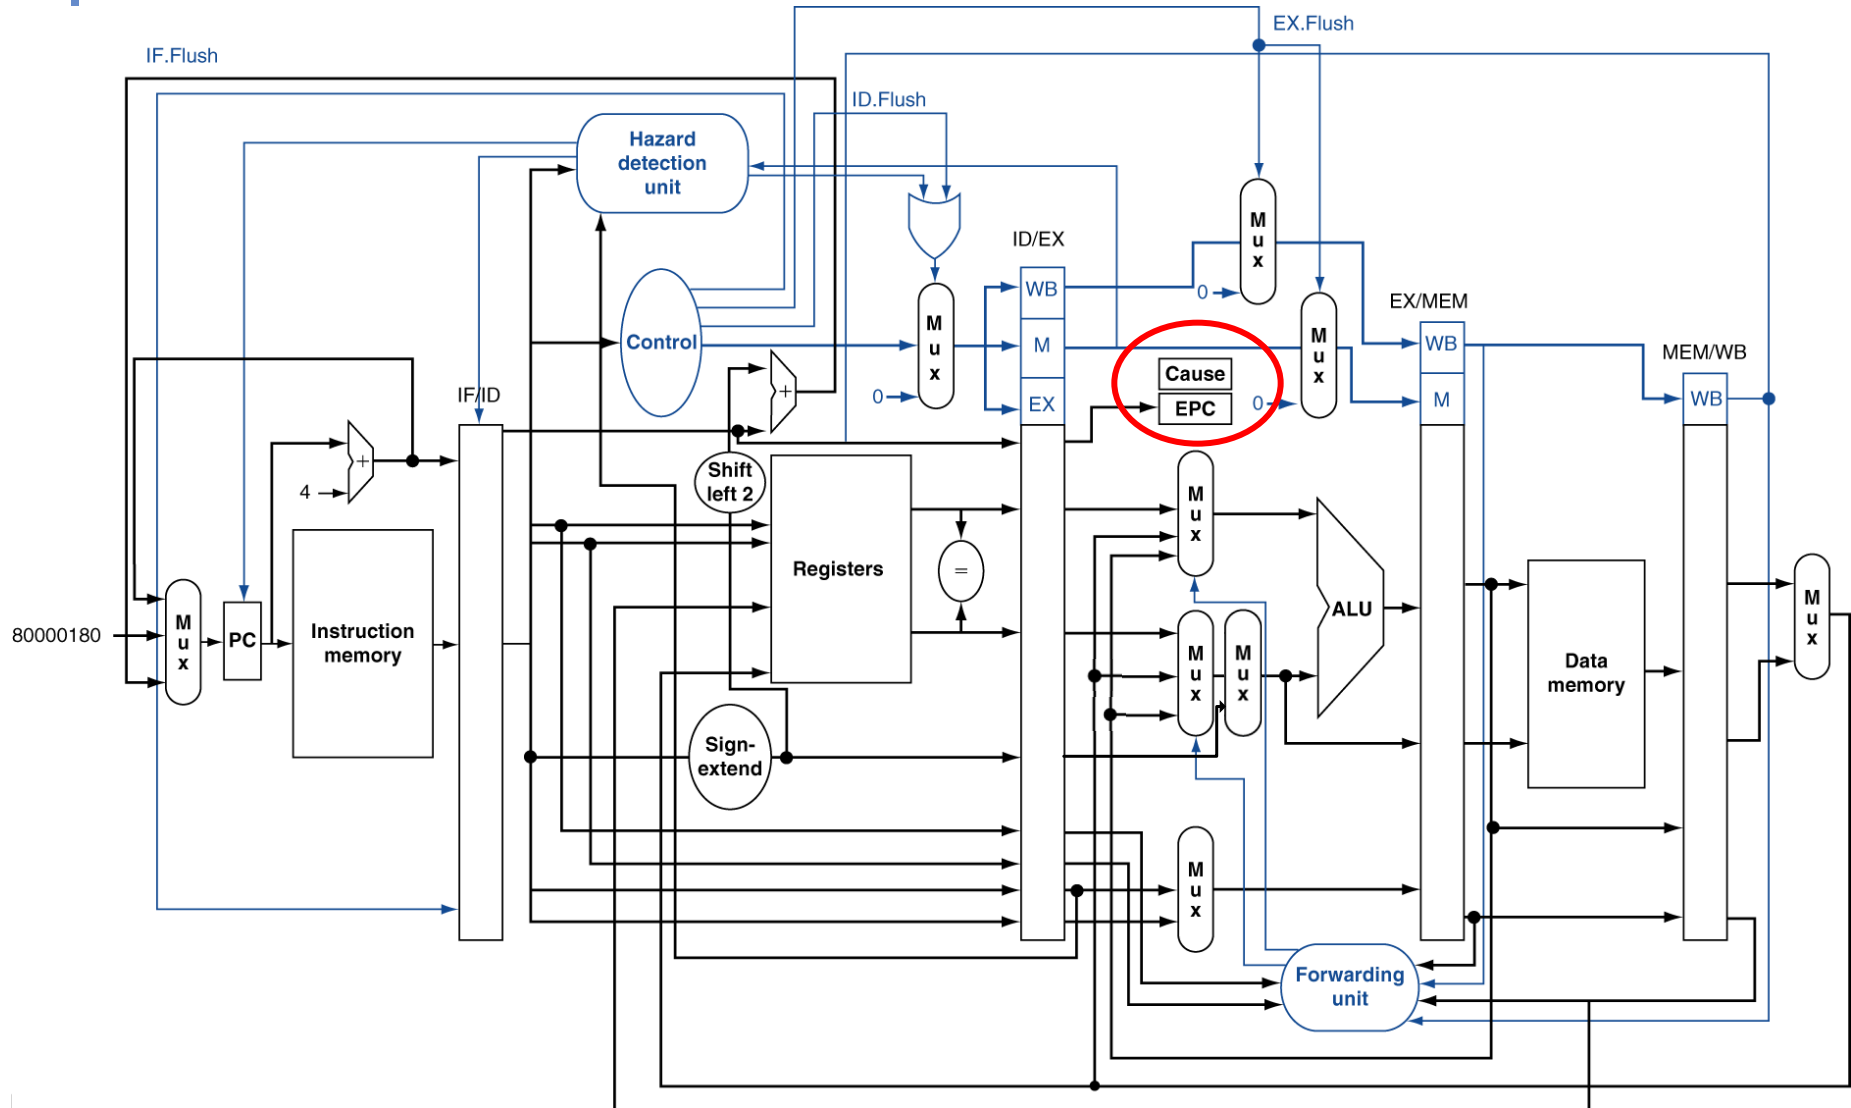 EX.Flush
IF.Flush
ID.Flush
Hazard
detection
unit
M
u
x
ID/EX
0
WB
EX/MEM
M
u
x
Control
M
u
x
M
WB
MEM/WB
Cause
0
EX
EPC
0
M
WB
IF/ID
+
+
4
Shift
left 2
M
u
x
Registers
=
ALU
M
u
x
80000180
M
u
x
PC
Instruction
memory
M
u
x
M
u
x
Data
memory
Sign-
extend
M
u
x
Forwarding
unit